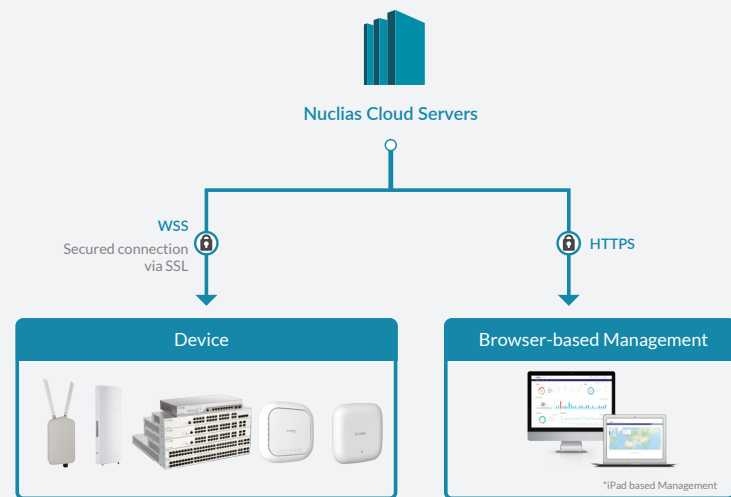 Nuclias Cloud Servers
WSS
Secured connection
via SSL
HTTPS
Device
Browser-based Management
*iPad based Management